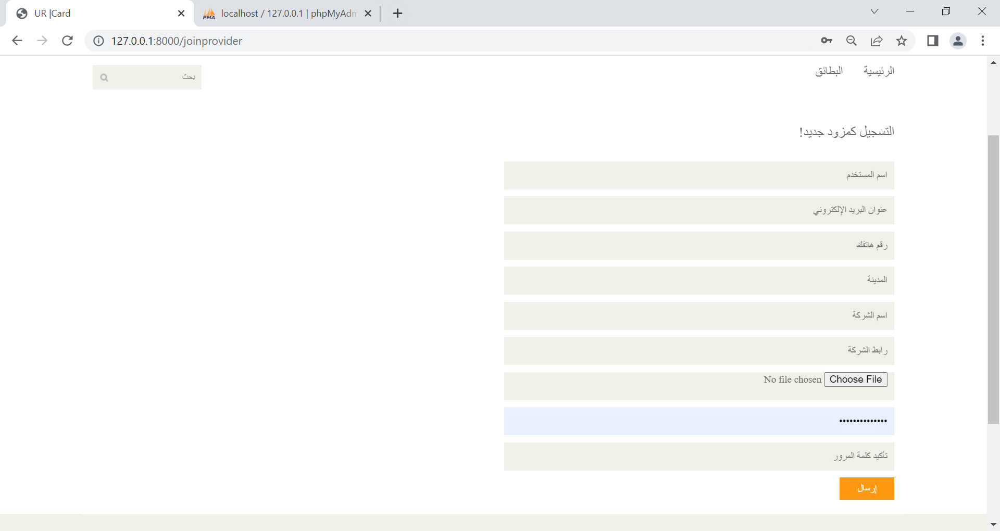 UR |Card
localhost / 127.0.0.1 | phpMyAdm
127.0.0.1:8000/joinprovider
الرئيسية البطائق
بحث
التسجيل كمزود جديد!
اسم المستخدم
عنوان البريد الإلكتروني
رقم هاتفك
المدينة
اسم الشركة
رابط الشركة
Choose File No file chosen
••••••••••••••
تأكيد كلمة المرور
إرسال